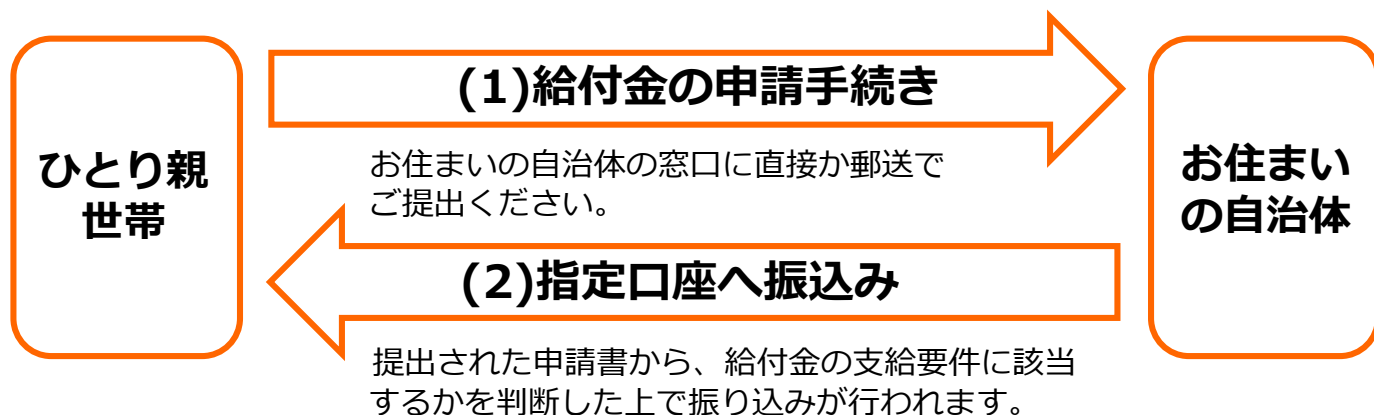 ひとり親
世帯
(1)給付金の申請手続き
お住まいの自治体の窓口に直接か郵送で
ご提出ください。
(2)指定口座へ振込み
提出された申請書から、給付金の支給要件に該当
するかを判断した上で振り込みが行われます。
お住まい
の自治体